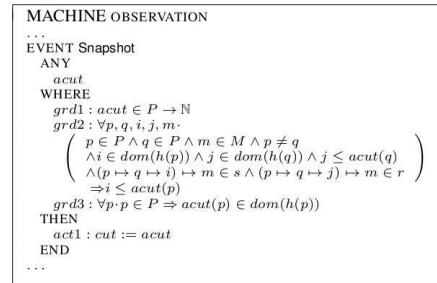 MACHINE OBSERVATION
...
EVENT Snapshot
ANY
acut
WHERE
grd1 : acut ∈ P → ℕ
grd2 : ∀p, q, i, j, m·
p ∈ P ∧ q ∈ P ∧ m ∈ M ∧ p ≠ q
∧i ∈ dom(h(p)) ∧ j ∈ dom(h(q)) ∧ j ≤ acut(q)
∧(p ↦ q ↦ i) ↦ m ∈ s ∧ (p ↦ q ↦ j) ↦ m ∈ r
⇒i ≤ acut(p)
grd3 : ∀p·p ∈ P ⇒ acut(p) ∈ dom(h(p))
THEN
act1 : cut := acut
END
...